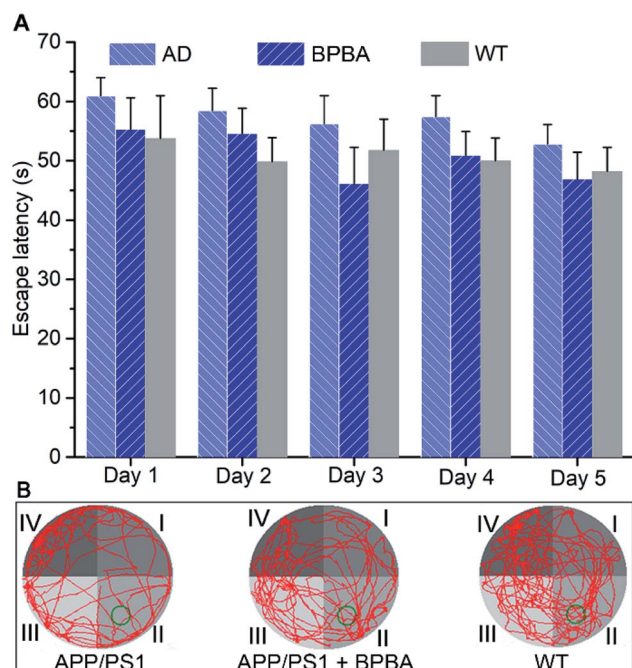 A
70
60
50
40
30
20
10
0
Escape latency (s)
AD BPBA WT
Day 1 Day 2 Day 3 Day 4 Day 5
B
IV I III II
APP/PS1
IV I III II
APP/PS1 + BPBA
IV I III II
WT